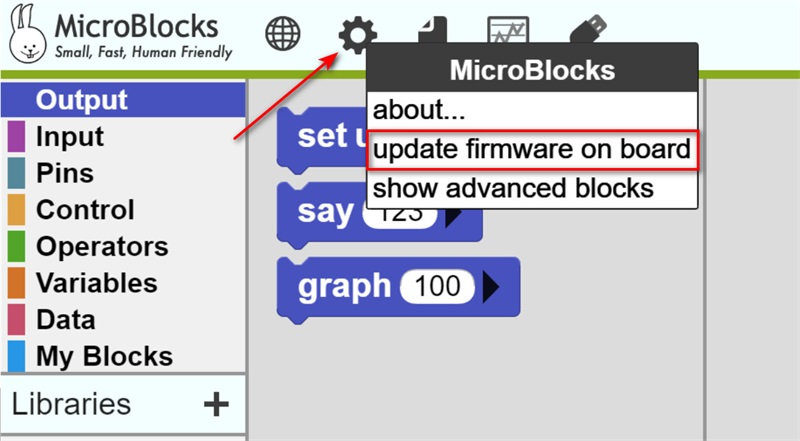 MicroBlocks
Small, Fast, Human Friendly
MicroBlocks
about...
update firmware on board
show advanced blocks
Output
Input
Pins
Control
Operators
Variables
Data
My Blocks
Libraries +
set u
say 123
graph 100